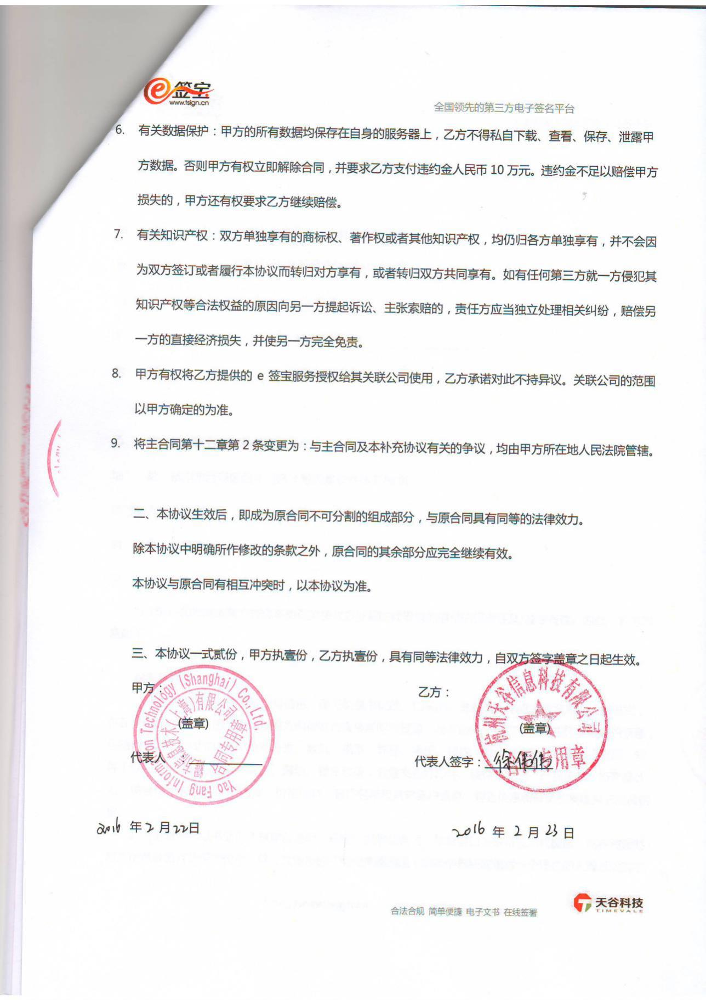 e签宝
www.tsign.cn
全国领先的第三方电子签名平台
6. 有关数据保护：甲方的所有数据均保存在自身的服务器上，乙方不得私自下载、查看、保存、泄露甲
方数据。否则甲方有权立即解除合同，并要求乙方支付违约金人民币 10 万元。违约金不足以赔偿甲方
损失的，甲方还有权要求乙方继续赔偿。
7. 有关知识产权：双方单独享有的商标权、著作权或者其他知识产权，均仍归各方单独享有，并不会因
为双方签订或者履行本协议而转归对方享有，或者转归双方共同享有。如有任何第三方就一方侵犯其
知识产权等合法权益的原因向另一方提起诉讼、主张索赔的，责任方应当独立处理相关纠纷，赔偿另
一方的直接经济损失，并使另一方完全免责。
8. 甲方有权将乙方提供的 e 签宝服务授权给其关联公司使用，乙方承诺对此不持异议。关联公司的范围
以甲方确定的为准。
9. 将主合同第十二章第 2 条变更为：与主合同及本补充协议有关的争议，均由甲方所在地人民法院管辖。
二、本协议生效后，即成为原合同不可分割的组成部分，与原合同具有同等的法律效力。
除本协议中明确所作修改的条款之外，原合同的其余部分应完全继续有效。
本协议与原合同有相互冲突时，以本协议为准。
三、本协议一式贰份，甲方执壹份，乙方执壹份，具有同等法律效力，自双方签字盖章之日起生效。
甲方：
乙方：
Yao Fang Information Technology (Shanghai) Co., Ltd.
耀方信息技术(上海)有限公司
合同专用章
杭州天谷信息科技有限公司
合同专用章
(盖章)
(盖章)
代表人
代表人签字：徐伟伟
2016 年 2 月 22 日
2016 年 2 月 23 日
合法合规 简单便捷 电子文书 在线签署
天谷科技
TIMEVALE